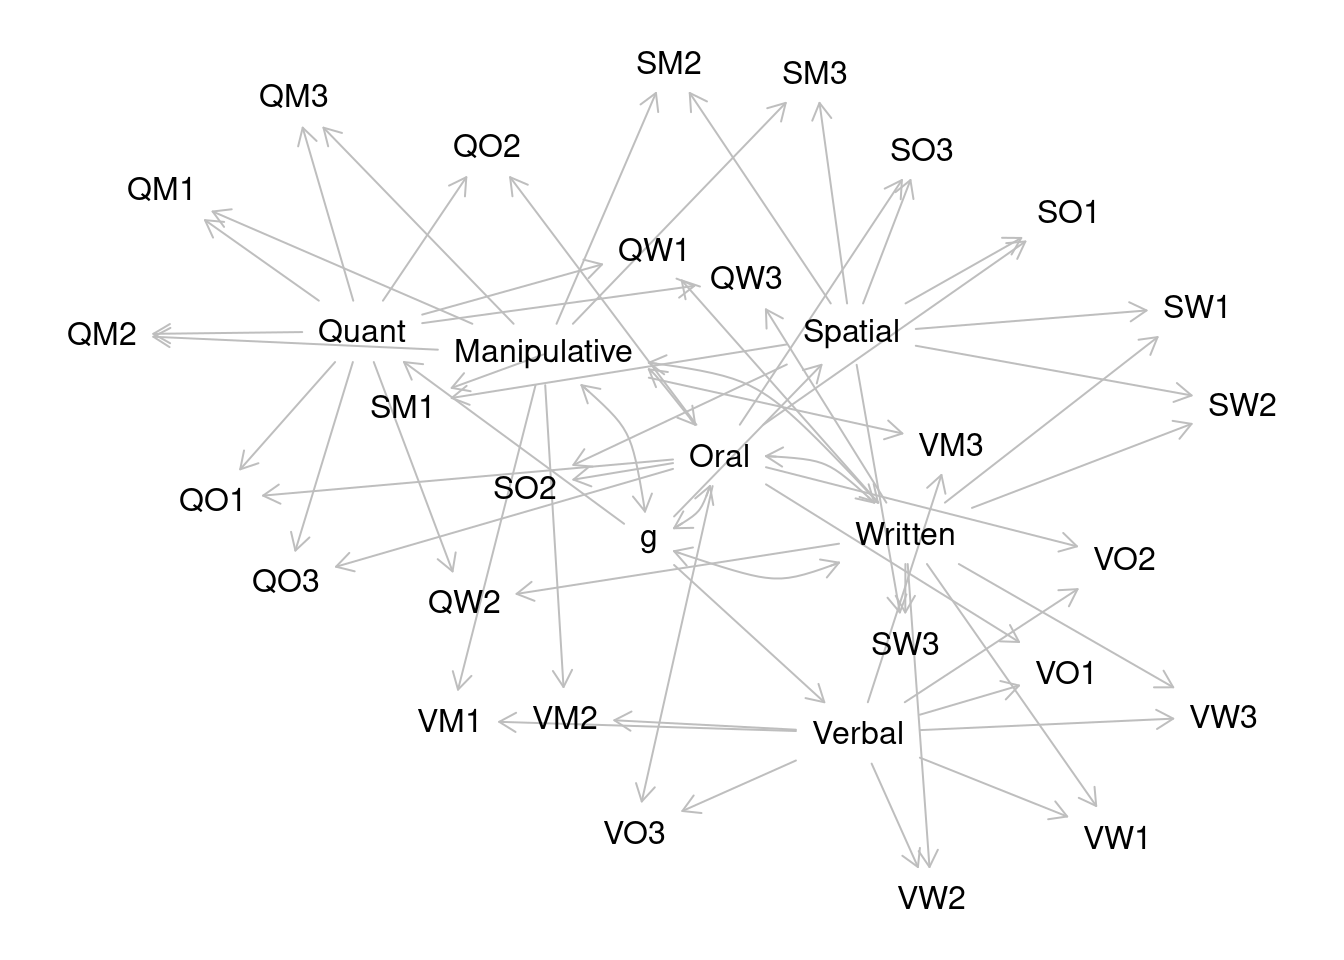 SM2
SM3
QM3
QO2
SO3
QM1
SO1
QW1
QW3
SW1
QM2
Quant
Manipulative
Spatial
SM1
SW2
VM3
Oral
QO1
SO2
g
Written
VO2
QO3
QW2
SW3
VO1
VM1
VM2
Verbal
VW3
VO3
VW1
VW2